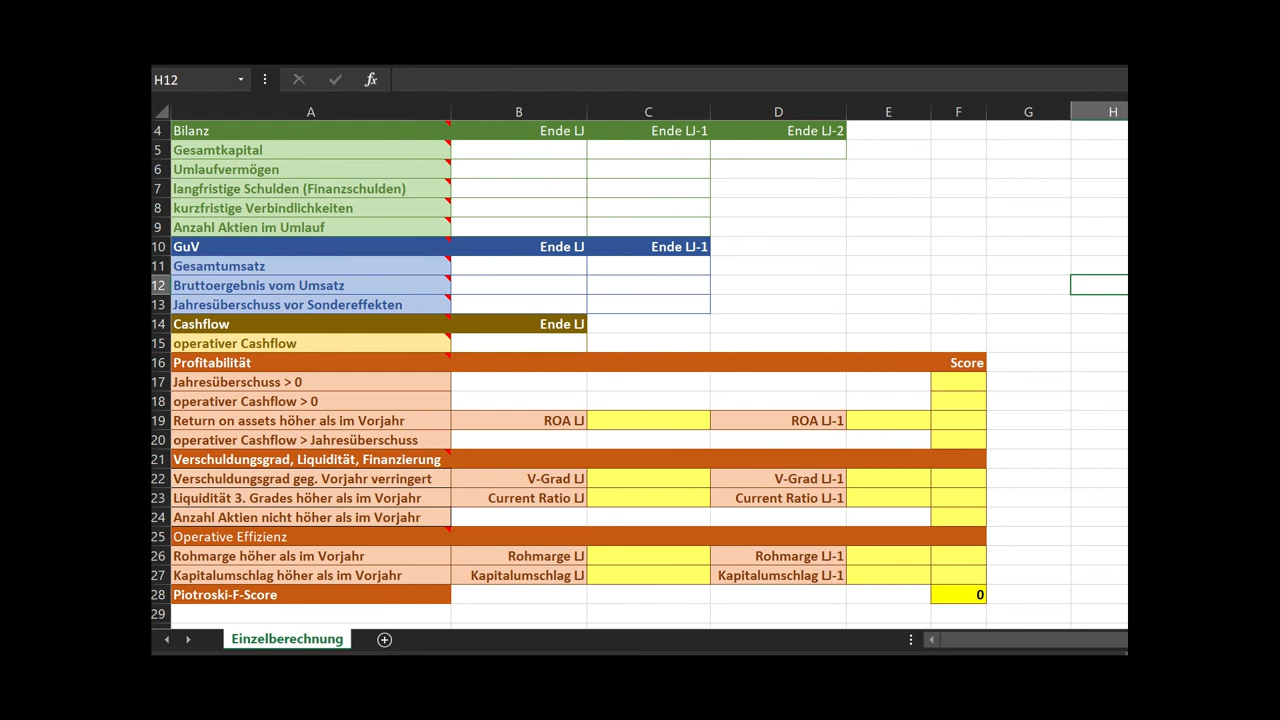 H12 fx
A B C D E F G H
4 Bilanz Ende LJ Ende LJ-1 Ende LJ-2
5 Gesamtkapital
6 Umlaufvermögen
7 langfristige Schulden (Finanzschulden)
8 kurzfristige Verbindlichkeiten
9 Anzahl Aktien im Umlauf
10 GuV Ende LJ Ende LJ-1
11 Gesamtumsatz
12 Bruttoergebnis vom Umsatz
13 Jahresüberschuss vor Sondereffekten
14 Cashflow Ende LJ
15 operativer Cashflow
16 Profitabilität Score
17 Jahresüberschuss > 0
18 operativer Cashflow > 0
19 Return on assets höher als im Vorjahr ROA LJ ROA LJ-1
20 operativer Cashflow > Jahresüberschuss
21 Verschuldungsgrad, Liquidität, Finanzierung
22 Verschuldungsgrad geg. Vorjahr verringert V-Grad LJ V-Grad LJ-1
23 Liquidität 3. Grades höher als im Vorjahr Current Ratio LJ Current Ratio LJ-1
24 Anzahl Aktien nicht höher als im Vorjahr
25 Operative Effizienz
26 Rohmarge höher als im Vorjahr Rohmarge LJ Rohmarge LJ-1
27 Kapitalumschlag höher als im Vorjahr Kapitalumschlag LJ Kapitalumschlag LJ-1
28 Piotroski-F-Score 0
29
Einzelberechnung